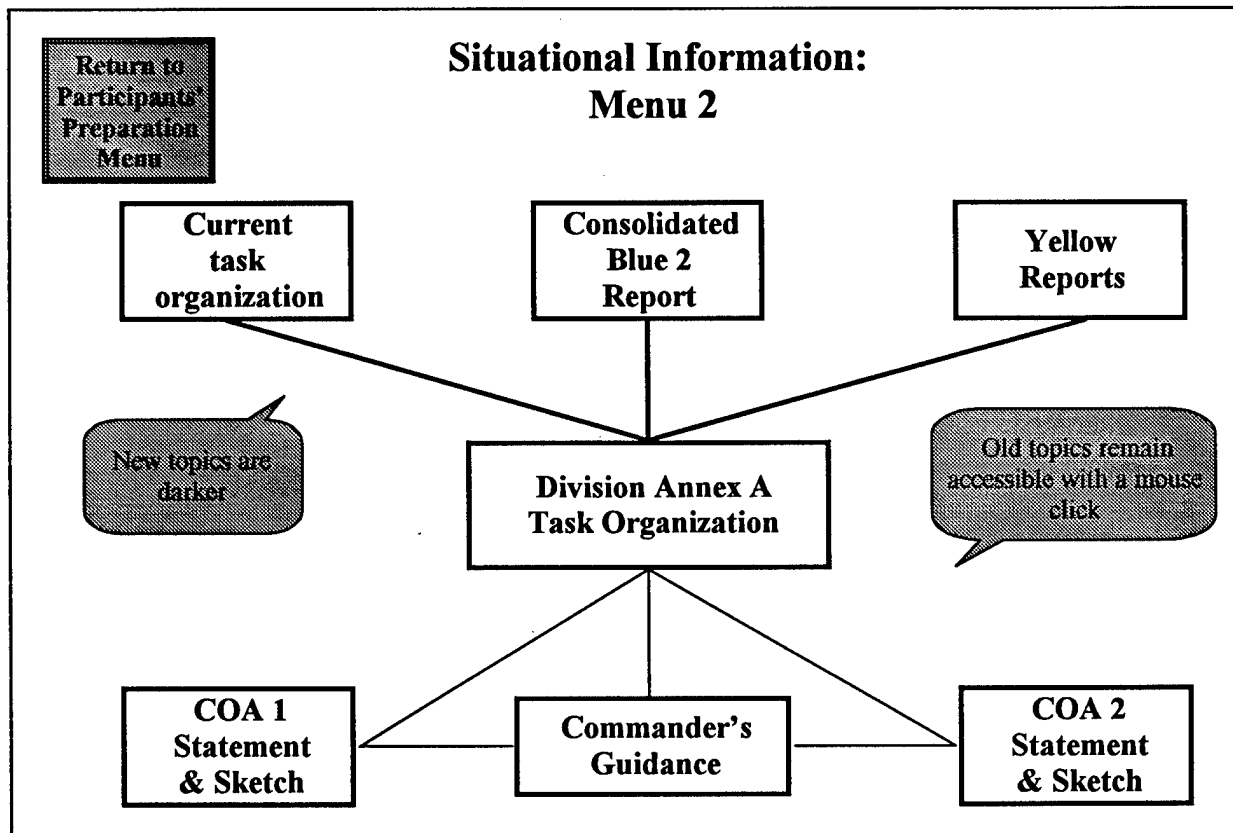 Situational Information:
Menu 2
Return to
Participants'
Preparation
Menu
Current
task
organization
Consolidated
Blue 2
Report
Yellow
Reports
New topics are
darker
Old topics remain
accessible with a mouse
click
Division Annex A
Task Organization
COA 1
Statement
& Sketch
Commander's
Guidance
COA 2
Statement
& Sketch